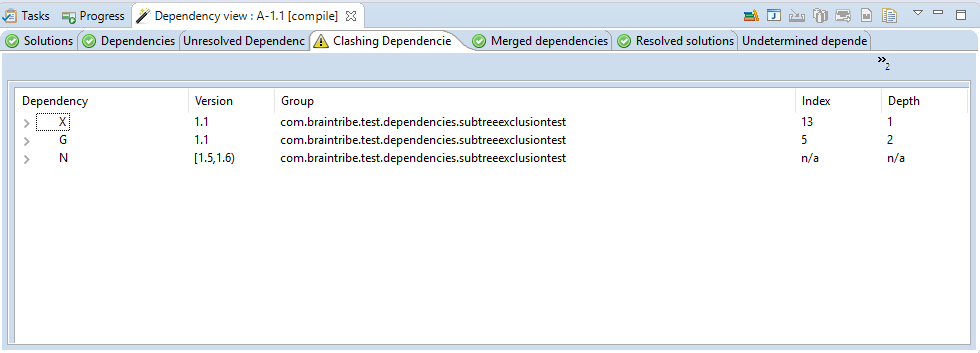 Tasks Progress Dependency view : A-1.1 [compile]
Solutions Dependencies Unresolved Dependenc Clashing Dependencie Merged dependencies Resolved solutions Undetermined depende
2
Dependency Version Group Index Depth
X 1.1 com.braintribe.test.dependencies.subtreeexclusiontest 13 1
G 1.1 com.braintribe.test.dependencies.subtreeexclusiontest 5 2
N [1.5,1.6) com.braintribe.test.dependencies.subtreeexclusiontest n/a n/a